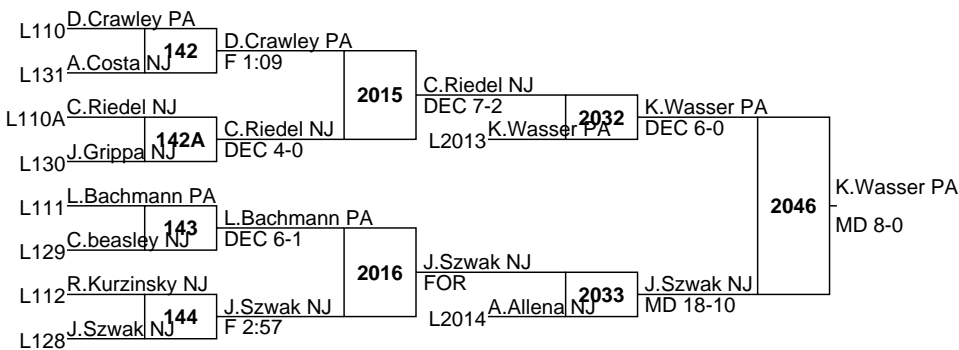 L110 D.Crawley PA
142
L131 A.Costa NJ
D.Crawley PA
F 1:09
L110A C.Riedel NJ
142A
L130 J.Grippa NJ
C.Riedel NJ
DEC 4-0
2015
C.Riedel NJ
DEC 7-2
L2013 K.Wasser PA
2032
K.Wasser PA
DEC 6-0
L111 L.Bachmann PA
143
L129 C.beasley NJ
L.Bachmann PA
DEC 6-1
L112 R.Kurzinsky NJ
144
L128 J.Szwak NJ
J.Szwak NJ
F 2:57
2016
J.Szwak NJ
FOR
L2014 A.Allena NJ
2033
J.Szwak NJ
MD 18-10
2046
K.Wasser PA
MD 8-0